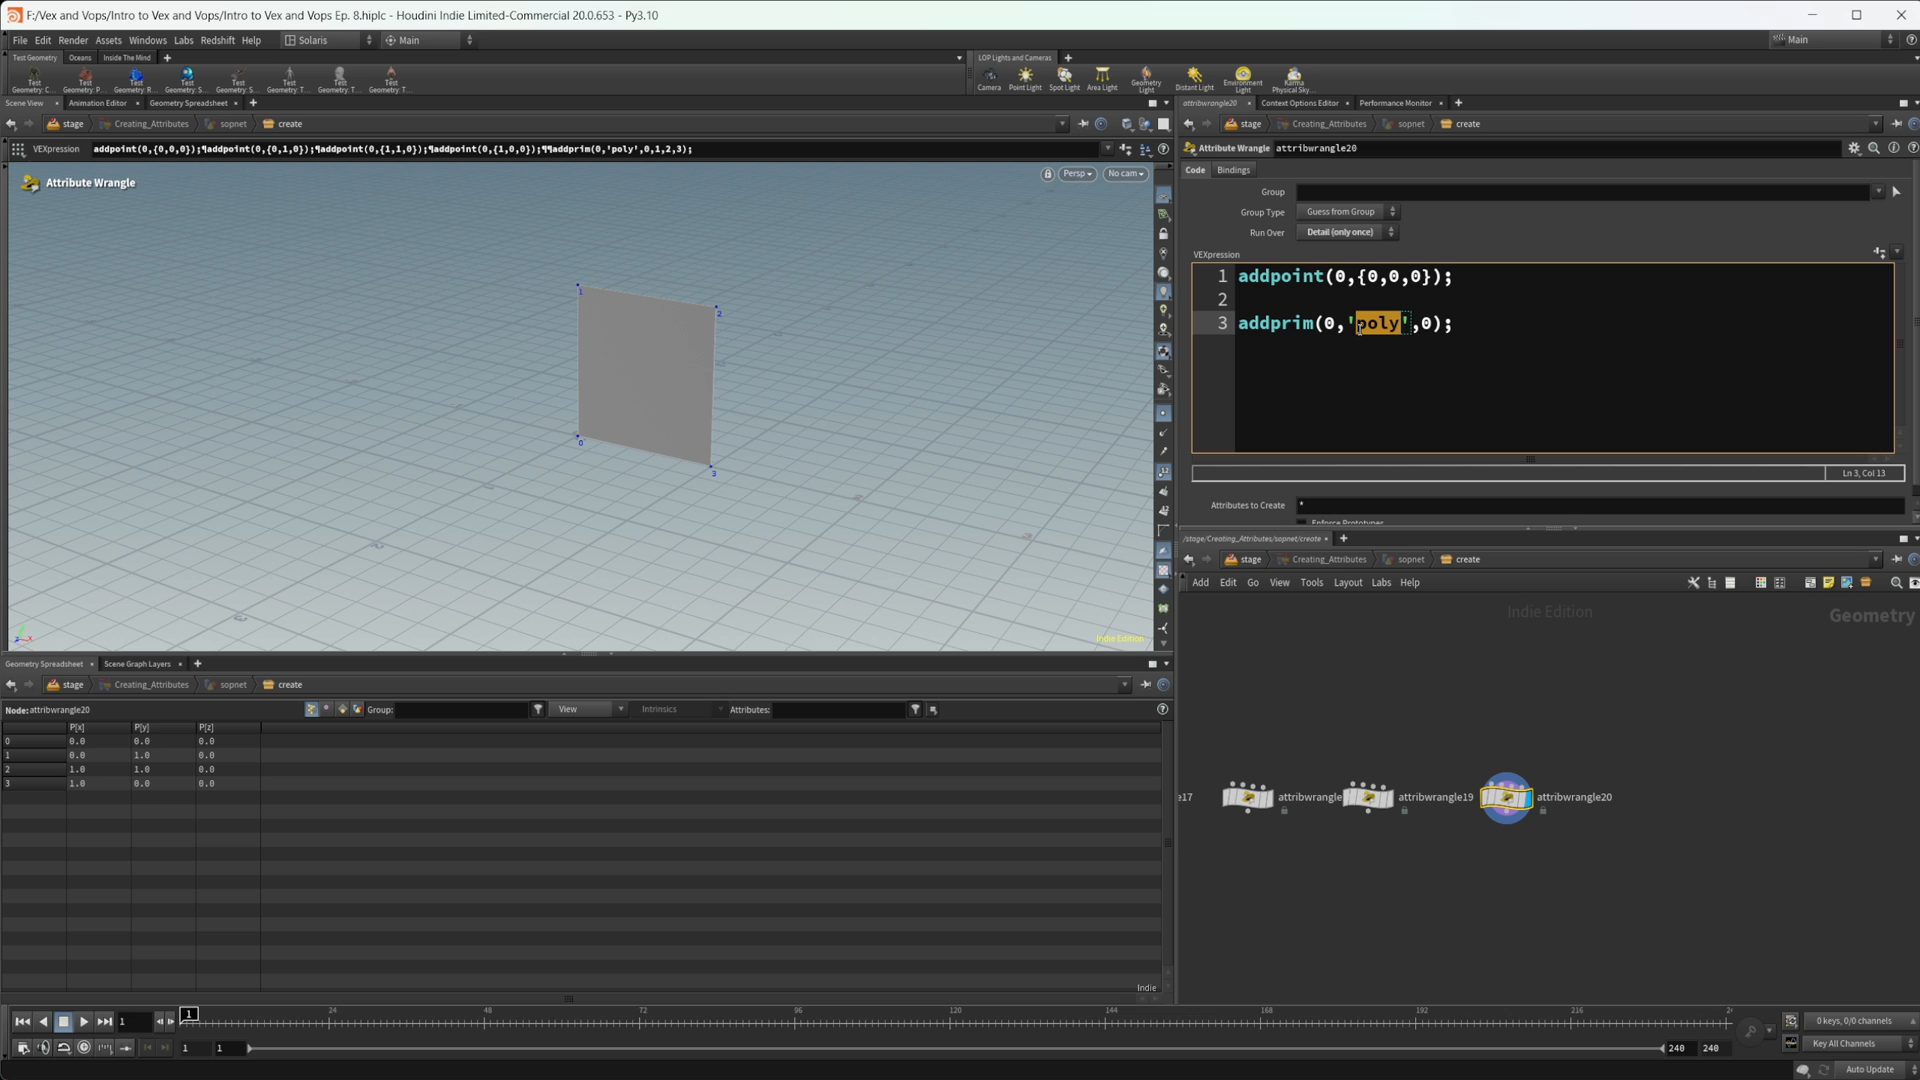 F:/Vex and Vops/Intro to Vex and Vops/Intro to Vex and Vops Ep. 8.hiplc - Houdini Indie Limited-Commercial 20.0.653 - Py3.10
File Edit Render Assets Windows Labs Redshift Help Solaris Main Main
Test Geometry Oceans Inside The Mind
Test Geometry: C... Test Geometry: P... Test Geometry: R... Test Geometry: S... Test Geometry: S... Test Geometry: T... Test Geometry: T... Test Geometry: T...
LOP Lights and Cameras
Camera Point Light Spot Light Area Light Geometry Light Distant Light Environment Light Karma Physical Sky...
Scene View Animation Editor Geometry Spreadsheet
stage Creating_Attributes sopnet create
VEXpression addpoint(0,{0,0,0});¶addpoint(0,{0,1,0});¶addpoint(0,{1,1,0});¶addpoint(0,{1,0,0});¶¶addprim(0,'poly',0,1,2,3);
Attribute Wrangle
Persp No cam
1
2
0
3
Indie Edition
attribwrangle20 Context Options Editor Performance Monitor
stage Creating_Attributes sopnet create
Attribute Wrangle attribwrangle20
Code Bindings
Group
Group Type Guess from Group
Run Over Detail (only once)
VEXpression
1 addpoint(0,{0,0,0});
2
3 addprim(0,'poly',0);
Ln 3, Col 13
Attributes to Create *
Enforce Prototypes
/stage/Creating_Attributes/sopnet/create
stage Creating_Attributes sopnet create
Add Edit Go View Tools Layout Labs Help
Indie Edition
Geometry
e17 attribwrangle attribwrangle19 attribwrangle20
Geometry Spreadsheet Scene Graph Layers
stage Creating_Attributes sopnet create
Node: attribwrangle20 Group: View Intrinsics Attributes:
P[x] P[y] P[z]
0 0.0 0.0 0.0
1 0.0 1.0 0.0
2 1.0 1.0 0.0
3 1.0 0.0 0.0
Indie
1 1 24 48 72 96 120 144 168 192 216
1 1 240 240
0 keys, 0/0 channels
Key All Channels
Auto Update